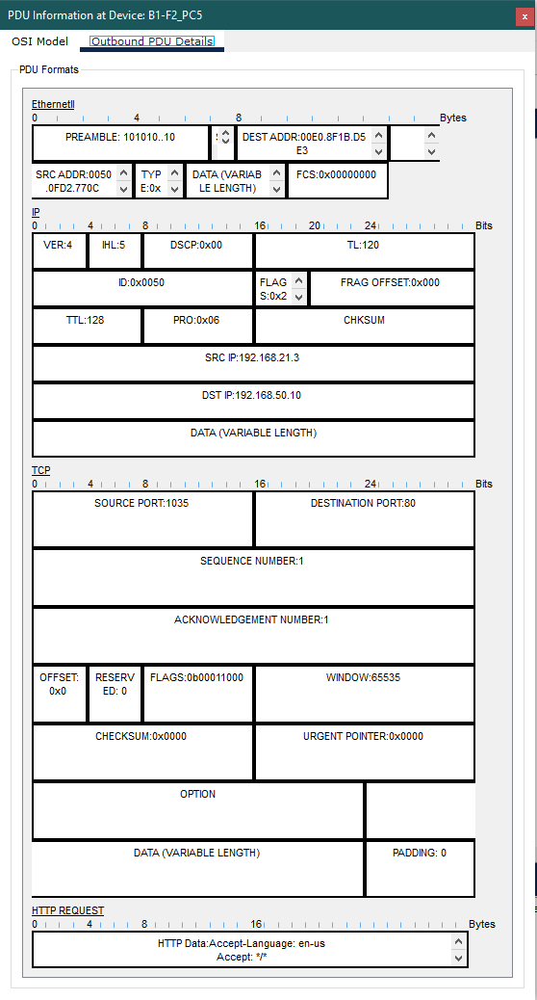 PDU Information at Device: B1-F2_PC5
x
OSI Model Outbound PDU Details
PDU Formats
EthernetII
0 4 8 Bytes
PREAMBLE: 101010..10
DEST ADDR:00E0.8F1B.D5
E3
SRC ADDR:0050
.0FD2.770C
TYP
E:0x
DATA (VARIAB
LE LENGTH)
FCS:0x00000000
IP
0 4 8 16 20 24 Bits
VER:4 IHL:5 DSCP:0x00 TL:120
ID:0x0050
FLAG
S:0x2
FRAG OFFSET:0x000
TTL:128 PRO:0x06 CHKSUM
SRC IP:192.168.21.3
DST IP:192.168.50.10
DATA (VARIABLE LENGTH)
TCP
0 4 8 16 24 Bits
SOURCE PORT:1035 DESTINATION PORT:80
SEQUENCE NUMBER:1
ACKNOWLEDGEMENT NUMBER:1
OFFSET:
0x0
RESERV
ED: 0
FLAGS:0b00011000 WINDOW:65535
CHECKSUM:0x0000 URGENT POINTER:0x0000
OPTION
DATA (VARIABLE LENGTH) PADDING: 0
HTTP REQUEST
0 4 8 16 Bytes
HTTP Data:Accept-Language: en-us
Accept: */*